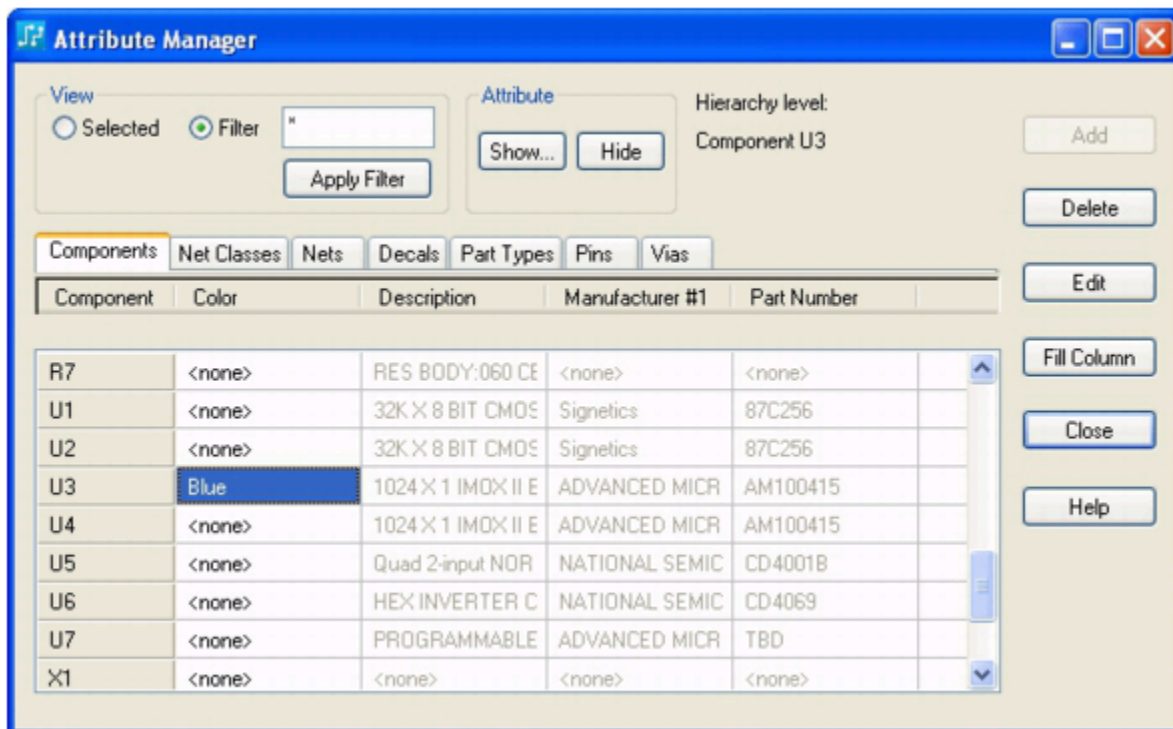 Attribute Manager
View
Selected Filter *
Apply Filter
Attribute
Show... Hide
Hierarchy level:
Component U3
Add
Delete
Edit
Fill Column
Close
Help
Components Net Classes Nets Decals Part Types Pins Vias
Component Color Description Manufacturer #1 Part Number
R7 <none> RES BODY:060 CE <none> <none>
U1 <none> 32K X 8 BIT CMOS Signetics 87C256
U2 <none> 32K X 8 BIT CMOS Signetics 87C256
U3 Blue 1024 X 1 IMOX II E ADVANCED MICR AM100415
U4 <none> 1024 X 1 IMOX II E ADVANCED MICR AM100415
U5 <none> Quad 2-input NOR NATIONAL SEMIC CD4001B
U6 <none> HEX INVERTER C NATIONAL SEMIC CD4069
U7 <none> PROGRAMMABLE ADVANCED MICR TBD
X1 <none> <none> <none> <none>